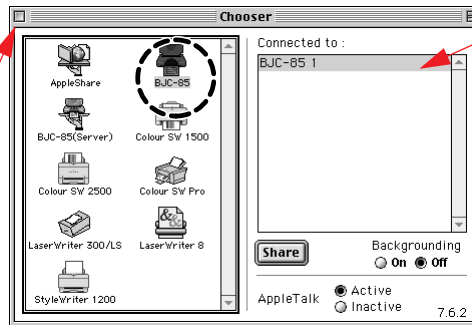 Chooser
AppleShare
BJC-85
BJC-85(Server)
Colour SW 1500
Colour SW 2500
Colour SW Pro
LaserWriter 300/LS
LaserWriter 8
StyleWriter 1200
Connected to :
BJC-85 1
Share
Backgrounding
On
Off
AppleTalk
Active
Inactive
7.6.2